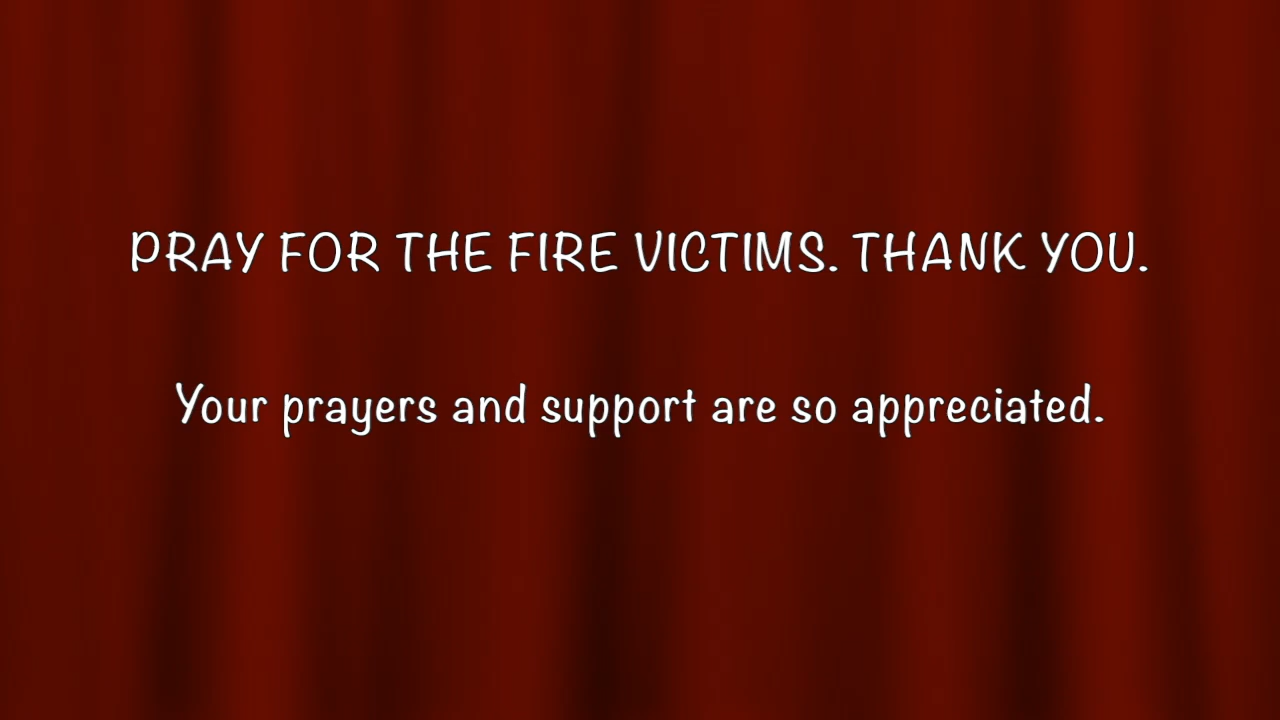 PRAY FOR THE FIRE VICTIMS. THANK YOU.
Your prayers and support are so appreciated.